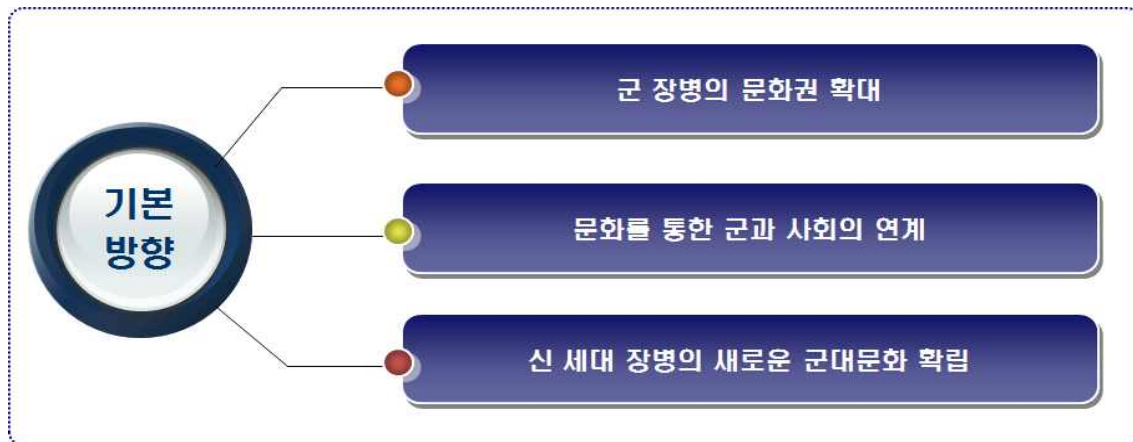 기본
방향
군 장병의 문화권 확대
문화를 통한 군과 사회의 연계
신 세대 장병의 새로운 군대문화 확립